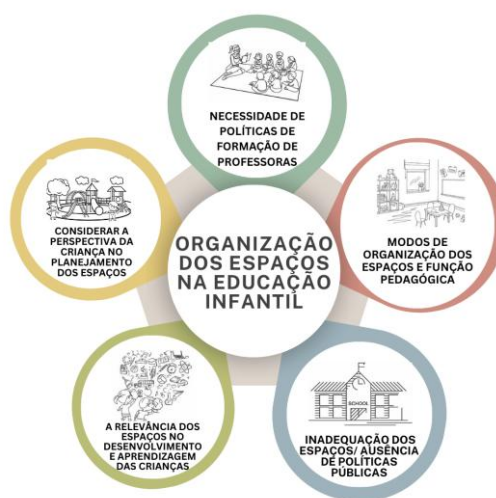 NECESSIDADE DE
POLÍTICAS DE
FORMAÇÃO DE
PROFESSORAS
CONSIDERAR A
PERSPECTIVA DA
CRIANÇA NO
PLANEJAMENTO
DOS ESPAÇOS
ORGANIZAÇÃO
DOS ESPAÇOS
NA EDUCAÇÃO
INFANTIL
MODOS DE
ORGANIZAÇÃO DOS
ESPAÇOS E FUNÇÃO
PEDAGÓGICA
A RELEVÂNCIA DOS
ESPAÇOS NO
DESENVOLVIMENTO
E APRENDIZAGEM
DAS CRIANÇAS
SCHOOL
INADEQUAÇÃO DOS
ESPAÇOS/ AUSÊNCIA
DE POLÍTICAS
PÚBLICAS